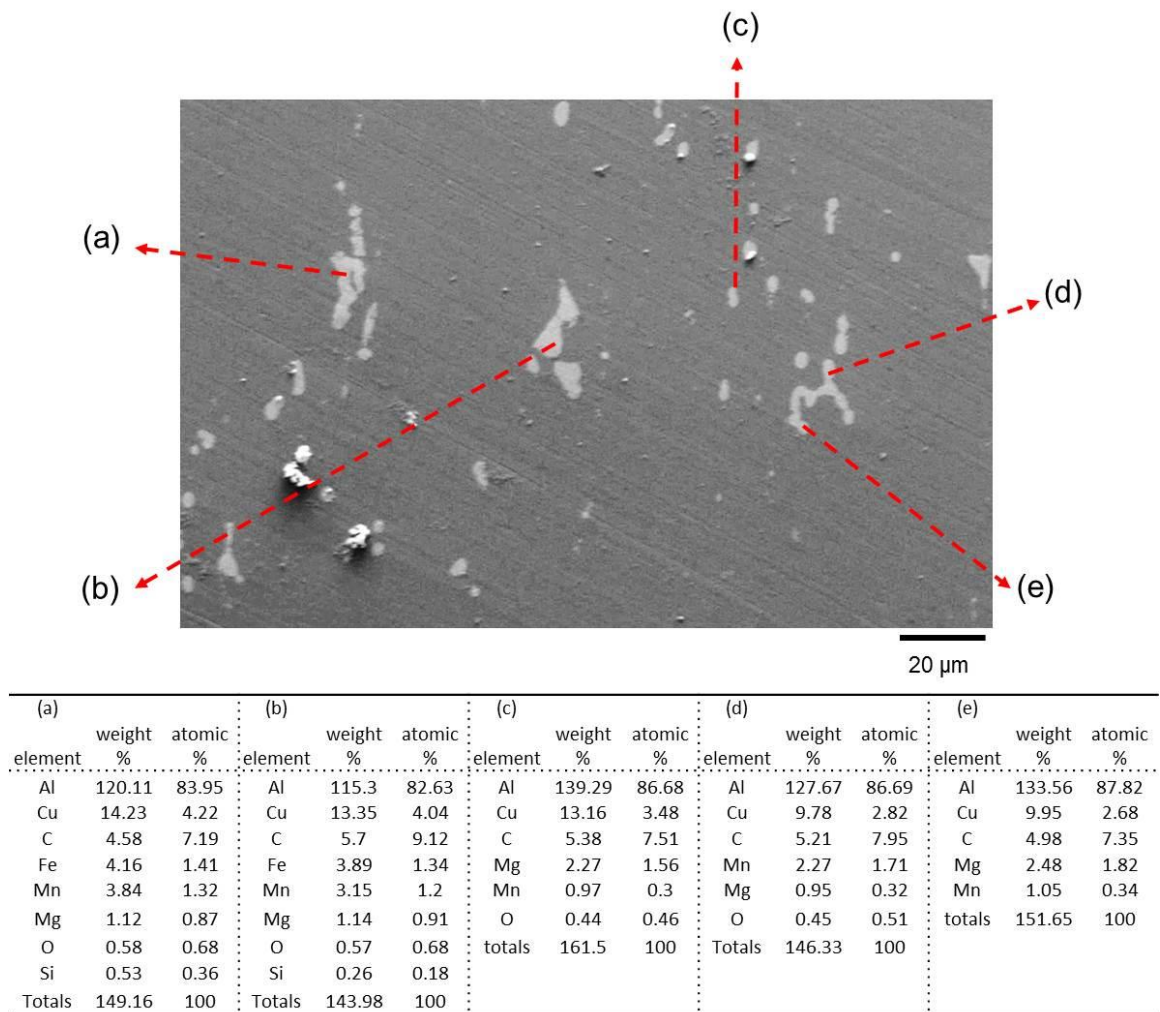 (c)
(a)
(d)
(b)
(e)
20 µm
(a) (b) (c) (d) (e)
weight atomic weight atomic weight atomic weight atomic weight atomic
element % % element % % element % % element % % element % %
Al 120.11 83.95 Al 115.3 82.63 Al 139.29 86.68 Al 127.67 86.69 Al 133.56 87.82
Cu 14.23 4.22 Cu 13.35 4.04 Cu 13.16 3.48 Cu 9.78 2.82 Cu 9.95 2.68
C 4.58 7.19 C 5.7 9.12 C 5.38 7.51 C 5.21 7.95 C 4.98 7.35
Fe 4.16 1.41 Fe 3.89 1.34 Mg 2.27 1.56 Mn 2.27 1.71 Mg 2.48 1.82
Mn 3.84 1.32 Mn 3.15 1.2 Mn 0.97 0.3 Mg 0.95 0.32 Mn 1.05 0.34
Mg 1.12 0.87 Mg 1.14 0.91 O 0.44 0.46 O 0.45 0.51 totals 151.65 100
O 0.58 0.68 O 0.57 0.68 totals 161.5 100 Totals 146.33 100
Si 0.53 0.36 Si 0.26 0.18
Totals 149.16 100 Totals 143.98 100